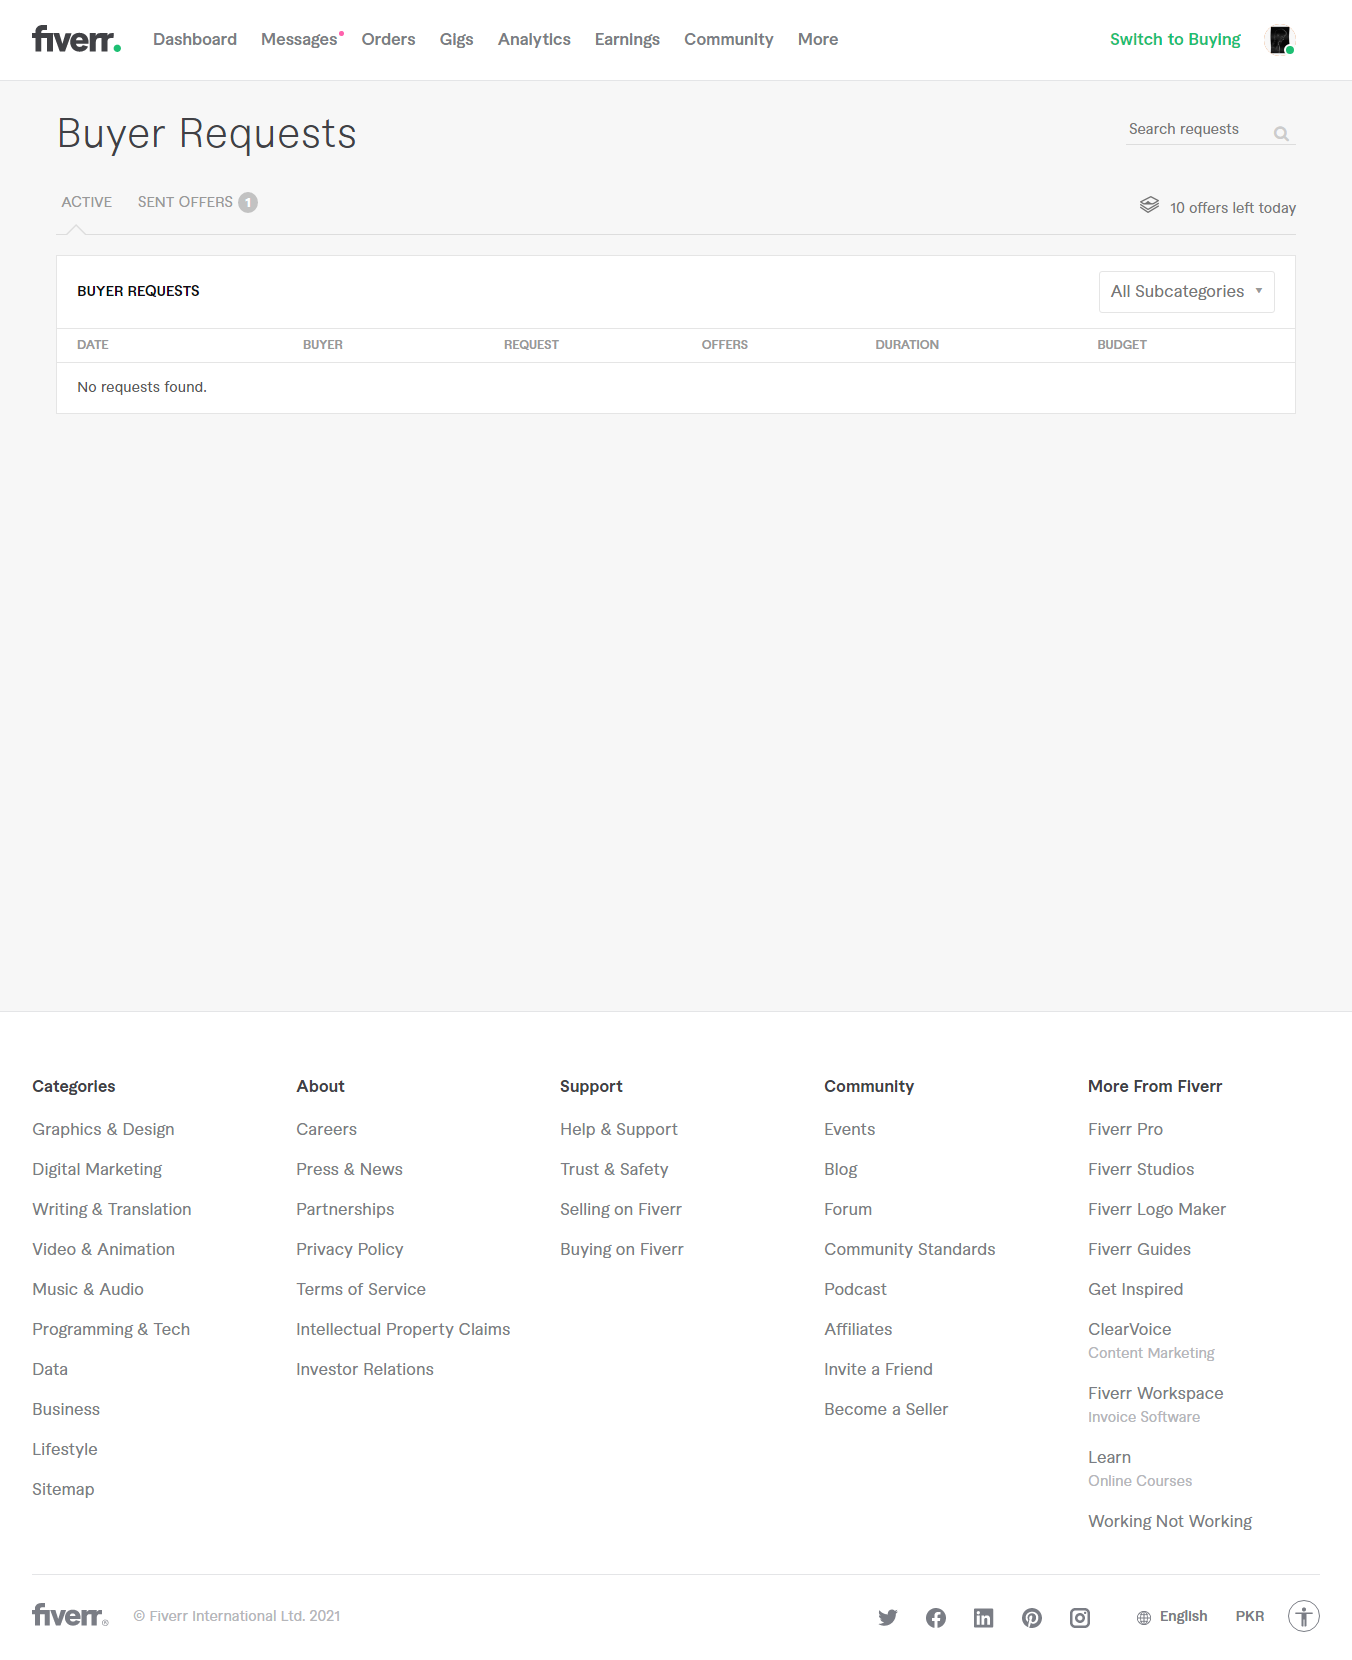 fiverr.
Dashboard Messages Orders Gigs Analytics Earnings Community More Switch to Buying
Buyer Requests
Search requests
ACTIVE SENT OFFERS 1
10 offers left today
BUYER REQUESTS
All Subcategories
DATE BUYER REQUEST OFFERS DURATION BUDGET
No requests found.
Categories
Graphics & Design
Digital Marketing
Writing & Translation
Video & Animation
Music & Audio
Programming & Tech
Data
Business
Lifestyle
Sitemap
About
Careers
Press & News
Partnerships
Privacy Policy
Terms of Service
Intellectual Property Claims
Investor Relations
Support
Help & Support
Trust & Safety
Selling on Fiverr
Buying on Fiverr
Community
Events
Blog
Forum
Community Standards
Podcast
Affiliates
Invite a Friend
Become a Seller
More From Fiverr
Fiverr Pro
Fiverr Studios
Fiverr Logo Maker
Fiverr Guides
Get Inspired
ClearVoice
Content Marketing
Fiverr Workspace
Invoice Software
Learn
Online Courses
Working Not Working
fiverr® © Fiverr International Ltd. 2021 English PKR